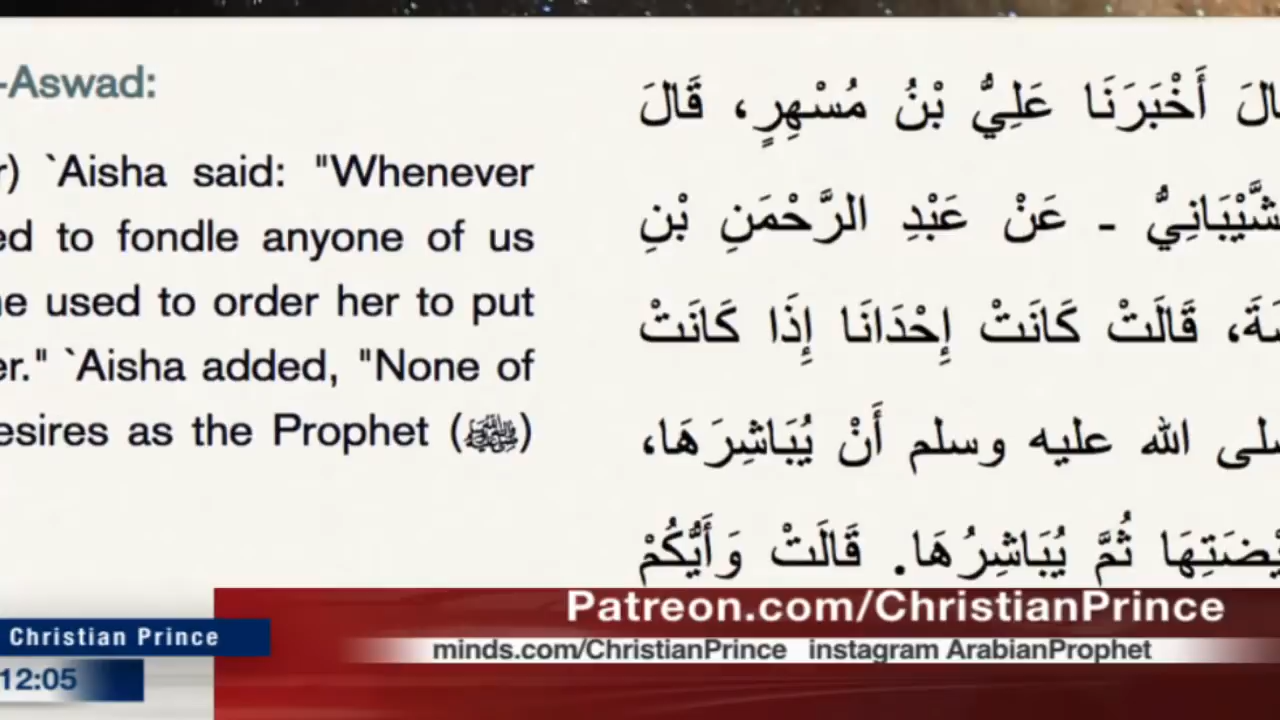 -Aswad:
r) `Aisha said: "Whenever
ed to fondle anyone of us
he used to order her to put
er." `Aisha added, "None of
esires as the Prophet (ﷺ)
الَ أَخْبَرَنَا عَلِيُّ بْنُ مُسْهِرٍ، قَالَ
شَّيْبَانِيُّ ـ عَنْ عَبْدِ الرَّحْمَنِ بْنِ
شَةَ، قَالَتْ كَانَتْ إِحْدَانَا إِذَا كَانَتْ
صلى الله عليه وسلم أَنْ يُبَاشِرَهَا،
يْضَتِهَا ثُمَّ يُبَاشِرُهَا. قَالَتْ وَأَيُّكُمْ
Patreon.com/ChristianPrince
Christian Prince
minds.com/ChristianPrince instagram ArabianProphet
12:05